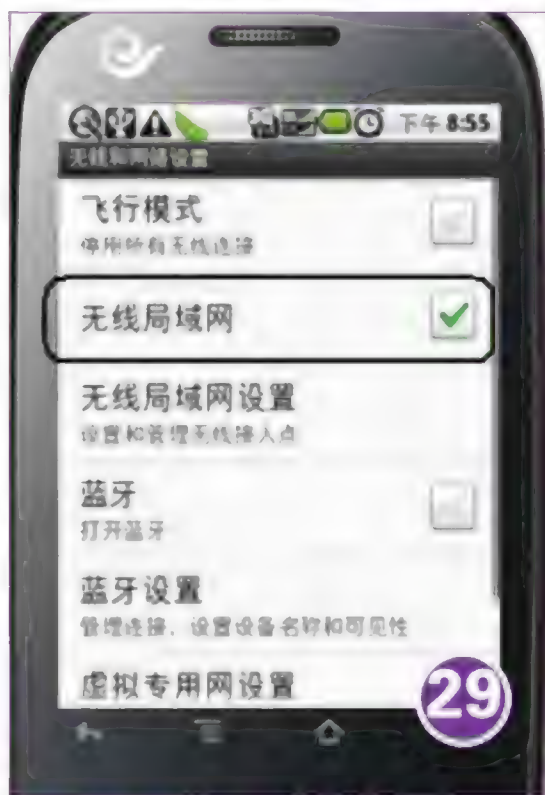 下午 8:55
无线和网络设置
飞行模式
停用所有无线连接
无线局域网
无线局域网设置
设置和管理无线接入点
蓝牙
打开蓝牙
蓝牙设置
管理连接、设置设备名称和可见性
虚拟专用网设置
29